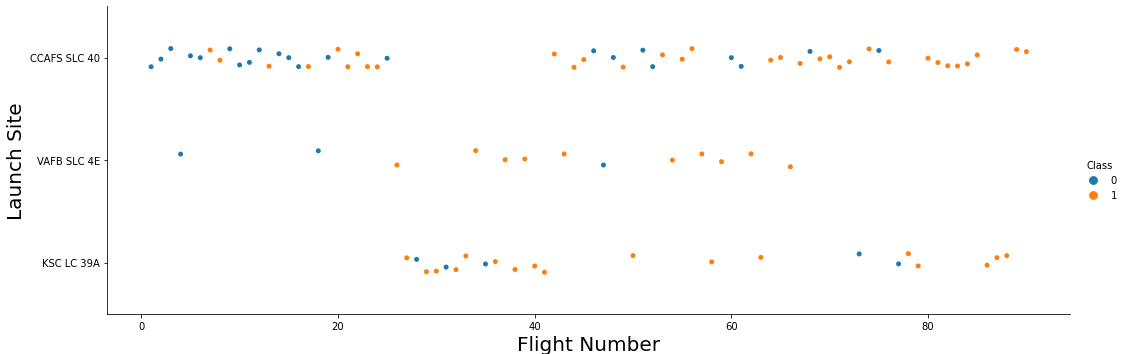 CCAFS SLC 40
VAFB SLC 4E
KSC LC 39A
Launch Site
0
20
40
60
80
Flight Number
Class
0
1